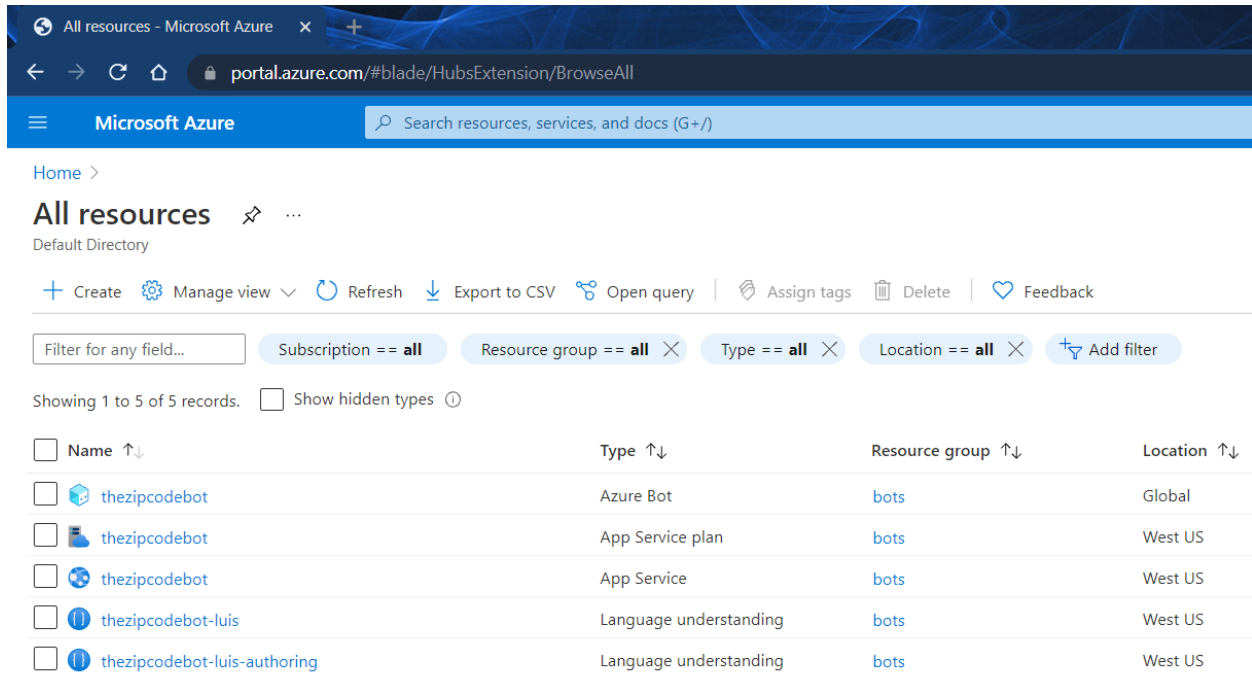 All resources - Microsoft Azure
portal.azure.com/#blade/HubsExtension/BrowseAll
Microsoft Azure Search resources, services, and docs (G+/)
Home
All resources ...
Default Directory
Create Manage view Refresh Export to CSV Open query Assign tags Delete Feedback
Filter for any field... Subscription == all Resource group == all Type == all Location == all Add filter
Showing 1 to 5 of 5 records. Show hidden types
Name Type Resource group Location
thezipcodebot Azure Bot bots Global
thezipcodebot App Service plan bots West US
thezipcodebot App Service bots West US
thezipcodebot-luis Language understanding bots West US
thezipcodebot-luis-authoring Language understanding bots West US